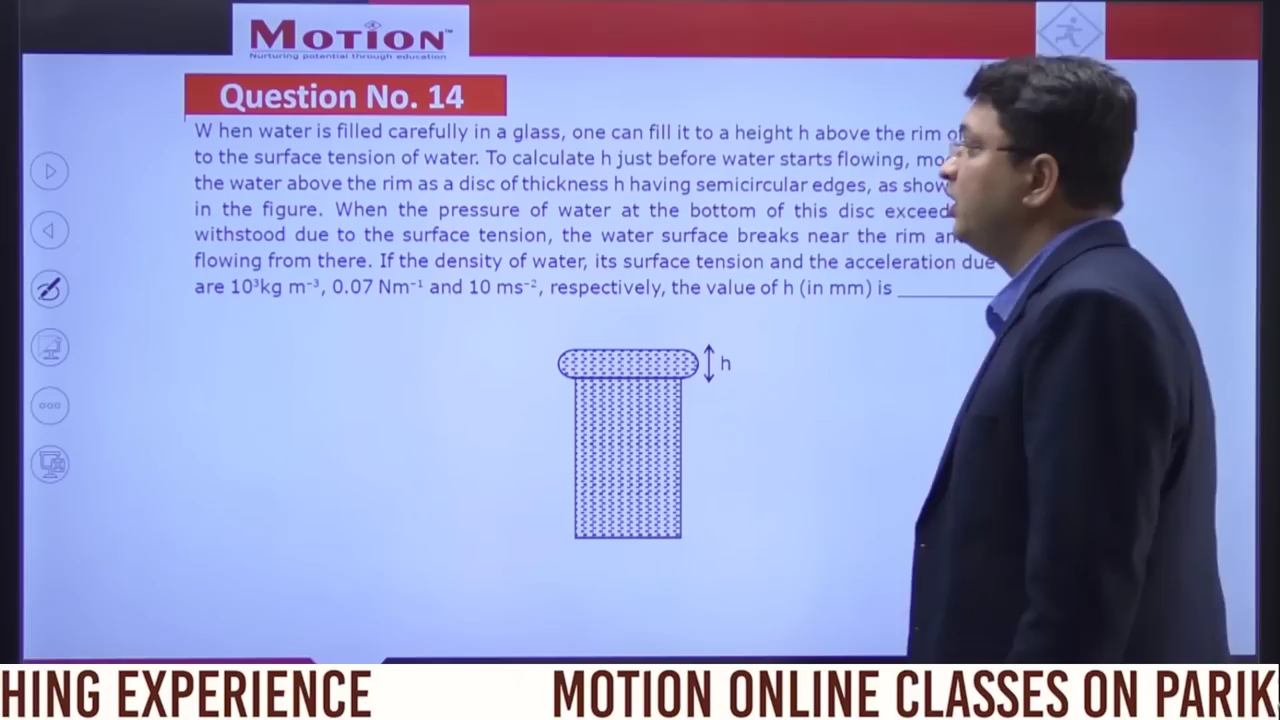 MOTION™
Nurturing potential through education
Question No. 14
W hen water is filled carefully in a glass, one can fill it to a height h above the rim
to the surface tension of water. To calculate h just before water starts flowing,
the water above the rim as a disc of thickness h having semicircular edges, as
in the figure. When the pressure of water at the bottom of this disc
withstood due to the surface tension, the water surface breaks near the rim
flowing from there. If the density of water, its surface tension and the acceleration due
are 10³kg m⁻³, 0.07 Nm⁻¹ and 10 ms⁻², respectively, the value of h (in mm) is ________
h
HING EXPERIENCE MOTION ONLINE CLASSES ON PARIK